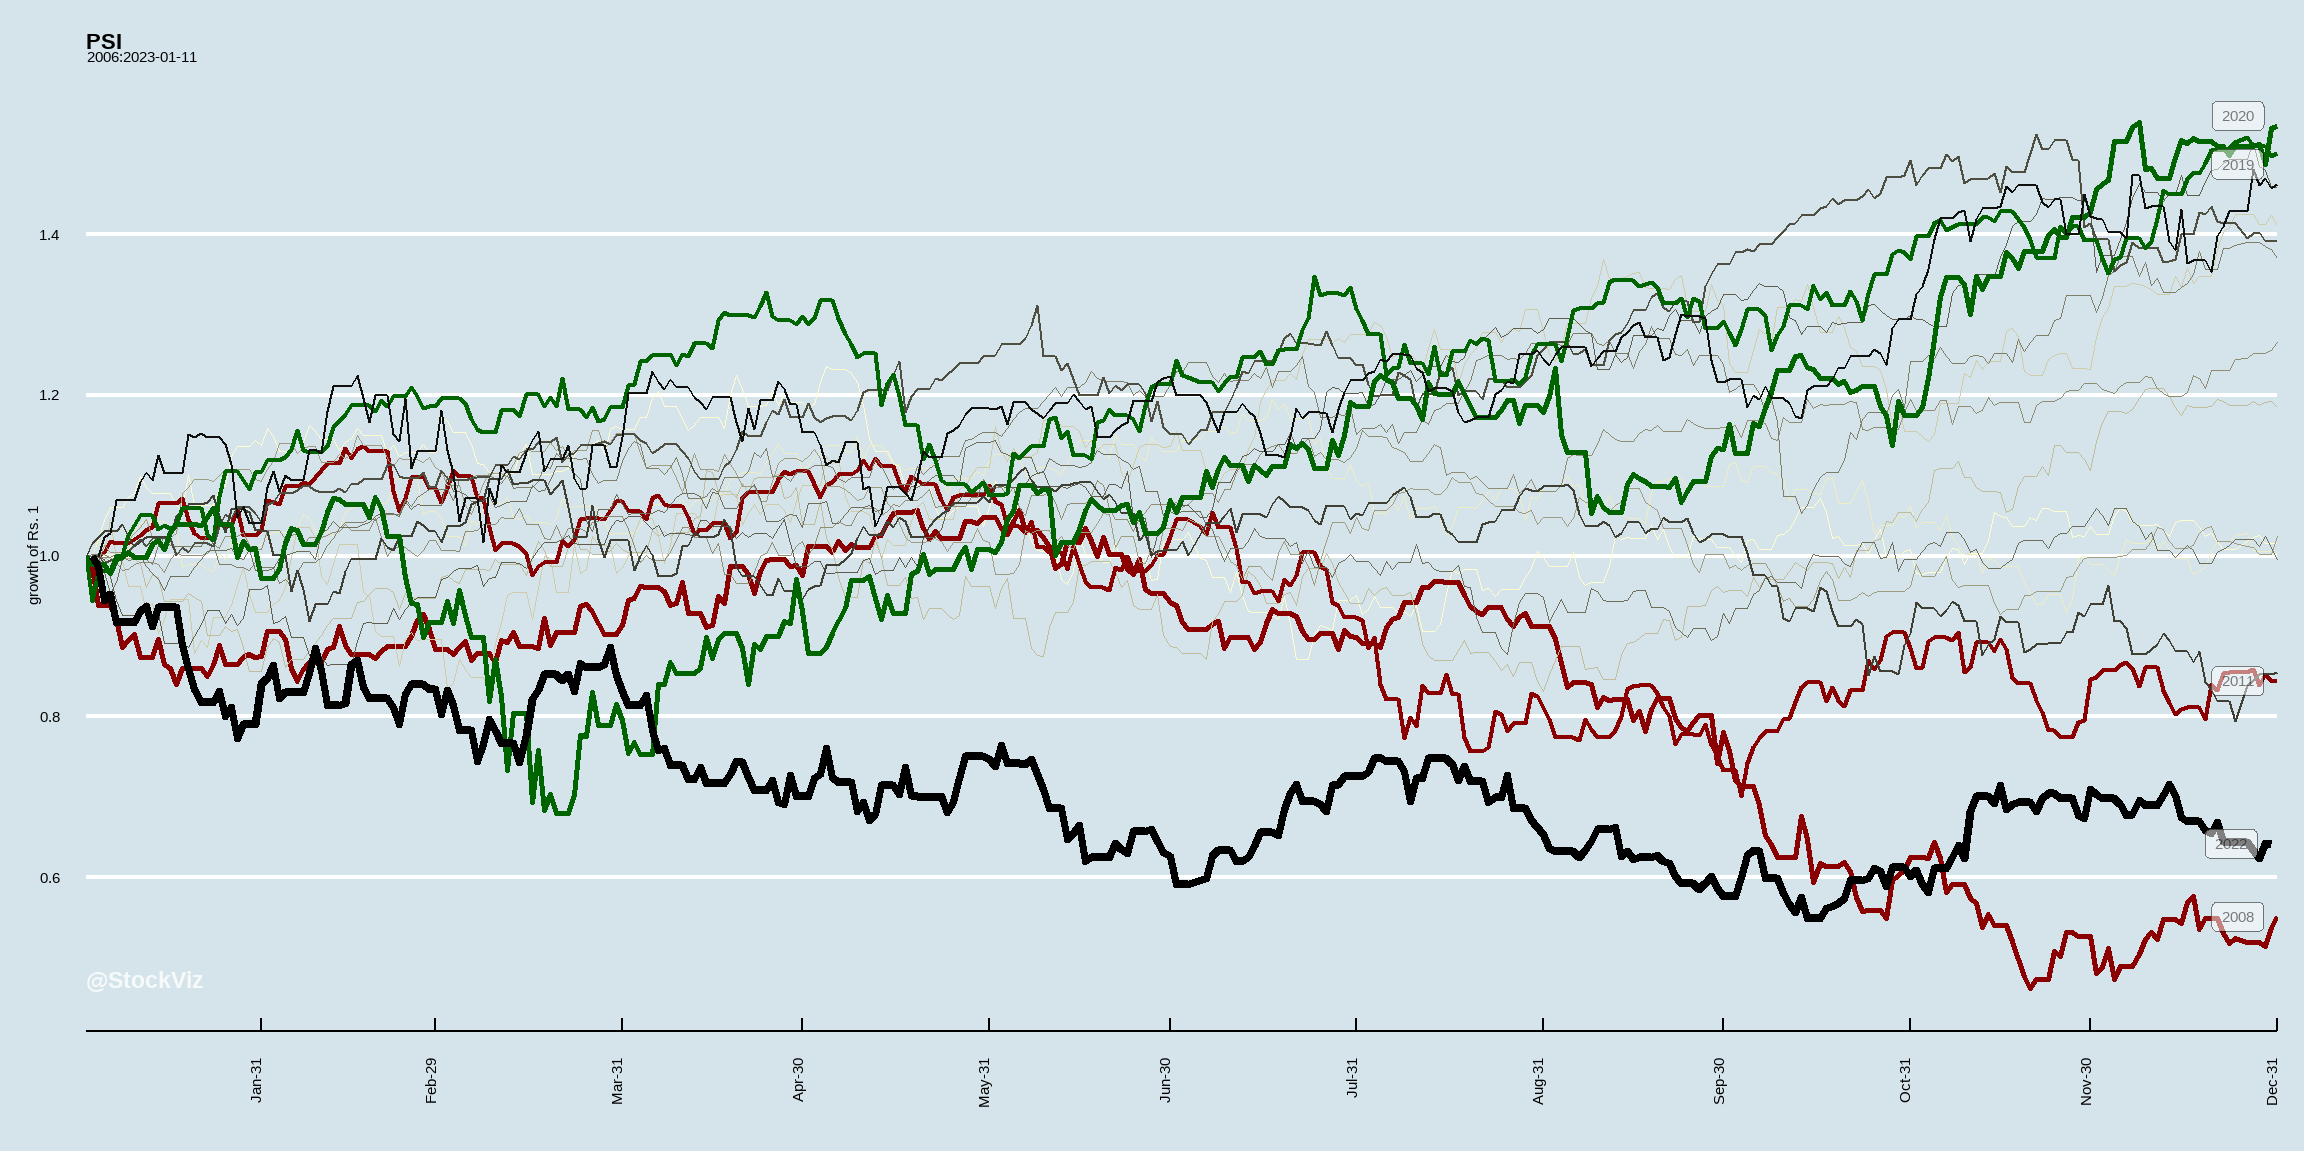 PSI
2006:2023-01-11
2020
2019
1.4
1.2
growth of Rs. 1
1.0
2011
0.8
2022
0.6
2008
@StockViz
Jan-31
Feb-29
Mar-31
Apr-30
May-31
Jun-30
Jul-31
Aug-31
Sep-30
Oct-31
Nov-30
Dec-31